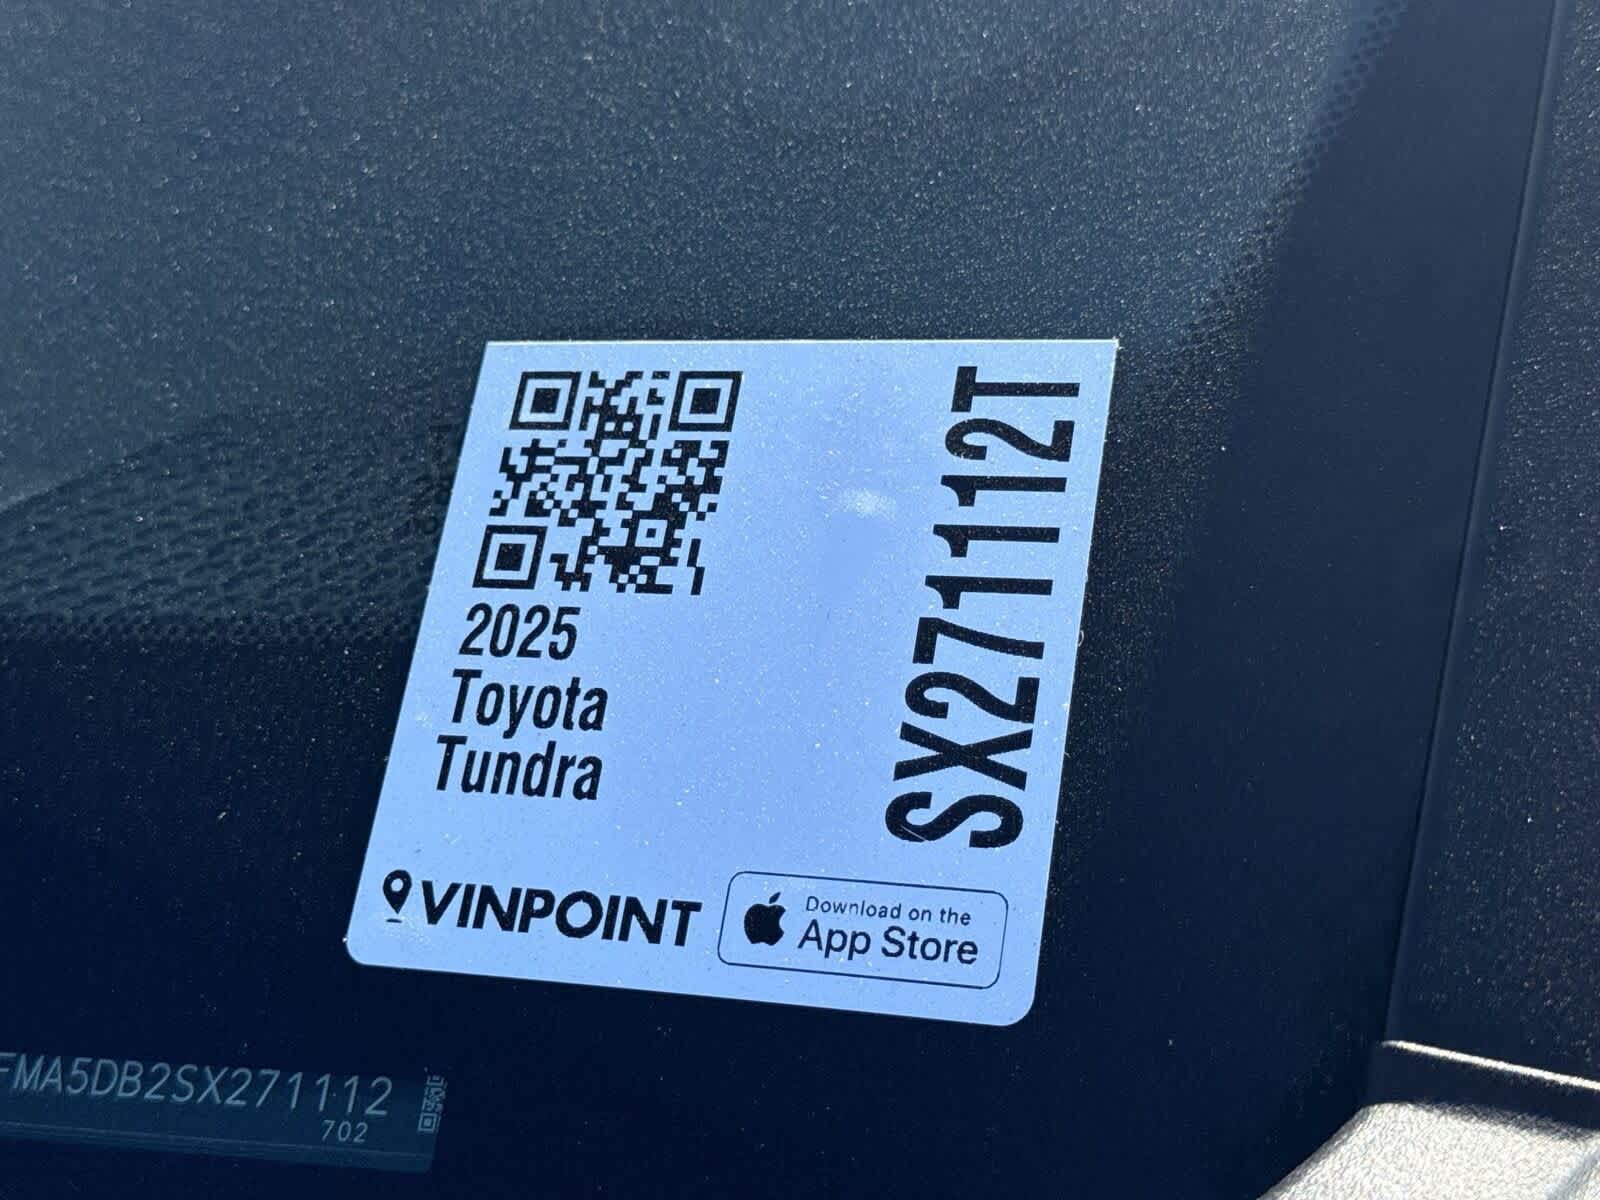 2025
Toyota
Tundra
SX271112T
VINPOINT
Download on the
App Store
FMA5DB2SX271112
702